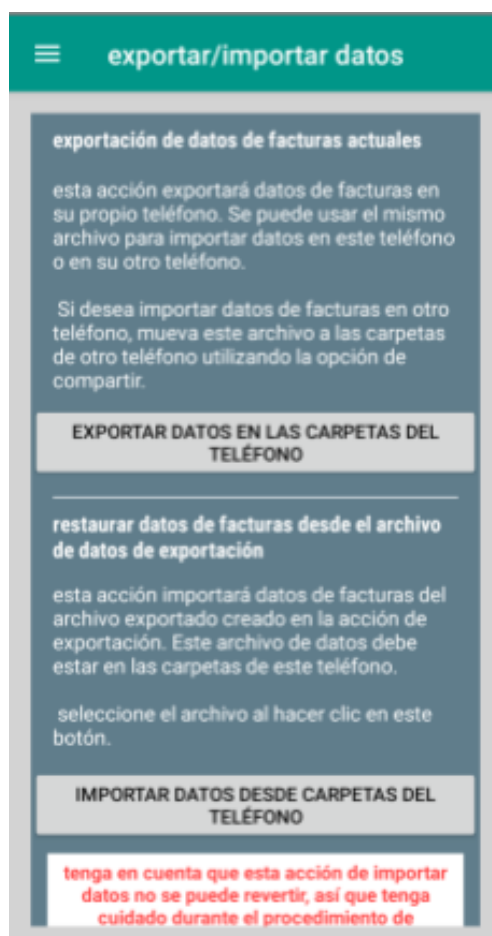 exportar/importar datos
exportación de datos de facturas actuales
esta acción exportará datos de facturas en
su propio teléfono. Se puede usar el mismo
archivo para importar datos en este teléfono
o en su otro teléfono.
Si desea importar datos de facturas en otro
teléfono, mueva este archivo a las carpetas
de otro teléfono utilizando la opción de
compartir.
EXPORTAR DATOS EN LAS CARPETAS DEL
TELÉFONO
restaurar datos de facturas desde el archivo
de datos de exportación
esta acción importará datos de facturas del
archivo exportado creado en la acción de
exportación. Este archivo de datos debe
estar en las carpetas de este teléfono.
seleccione el archivo al hacer clic en este
botón.
IMPORTAR DATOS DESDE CARPETAS DEL
TELÉFONO
tenga en cuenta que esta acción de importar
datos no se puede revertir, así que tenga
cuidado durante el procedimiento de